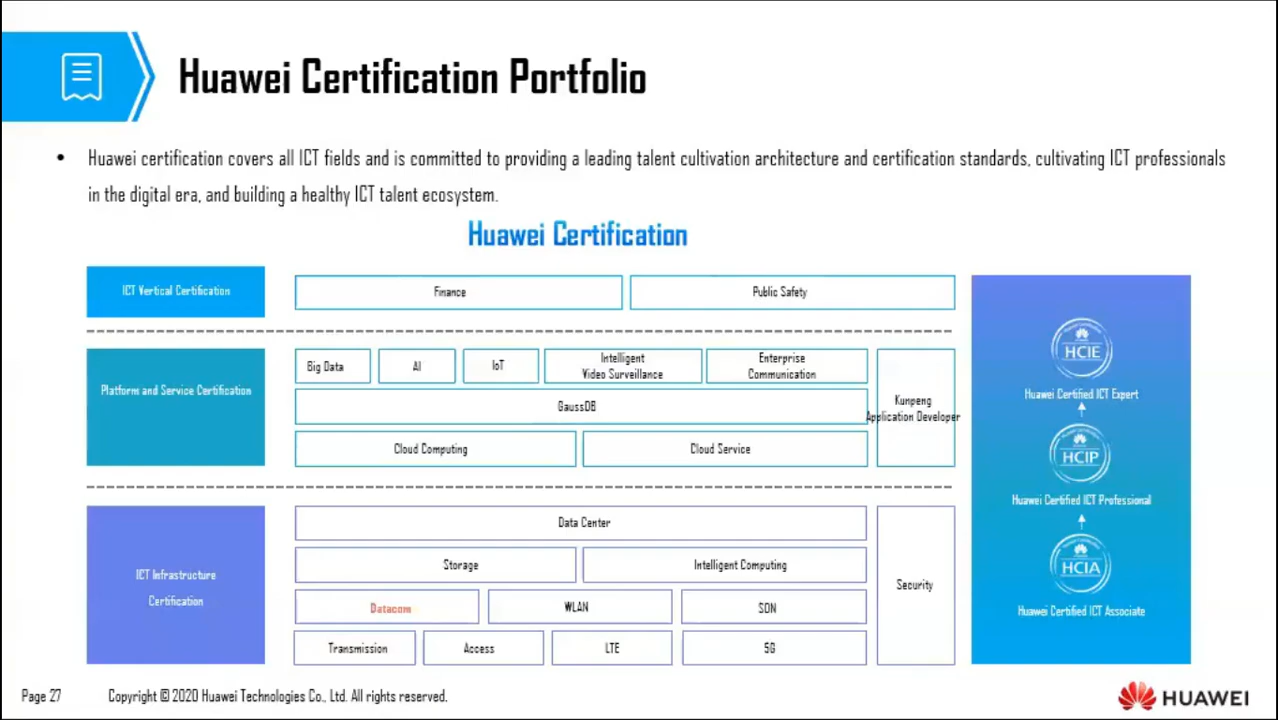 Huawei Certification Portfolio
• Huawei certification covers all ICT fields and is committed to providing a leading talent cultivation architecture and certification standards, cultivating ICT professionals
in the digital era, and building a healthy ICT talent ecosystem.
Huawei Certification
ICT Vertical Certification
Finance
Public Safety
Platform and Service Certification
Big Data
AI
IoT
Intelligent
Video Surveillance
Enterprise
Communication
GaussDB
Cloud Computing
Cloud Service
Kunpeng
Application Developer
ICT Infrastructure
Certification
Data Center
Storage
Intelligent Computing
Datacom
WLAN
SDN
Transmission
Access
LTE
5G
Security
HCIE
Huawei Certified ICT Expert
HCIP
Huawei Certified ICT Professional
HCIA
Huawei Certified ICT Associate
Page 27
Copyright © 2020 Huawei Technologies Co., Ltd. All rights reserved.
HUAWEI